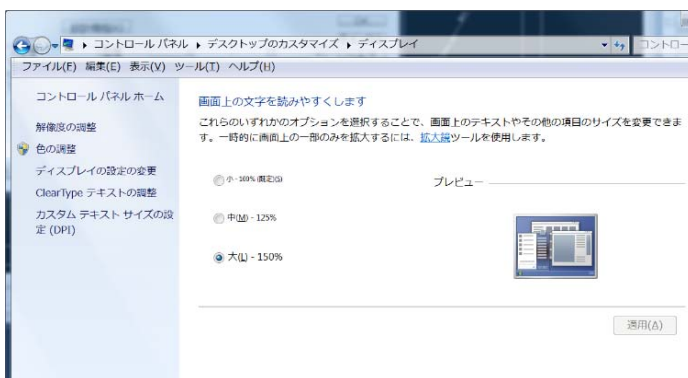 コントロール パネル ▸ デスクトップのカスタマイズ ▸ ディスプレイ
コントロー
ファイル(F) 編集(E) 表示(V) ツール(T) ヘルプ(H)
コントロール パネル ホーム
解像度の調整
色の調整
ディスプレイの設定の変更
ClearType テキストの調整
カスタム テキスト サイズの設
定 (DPI)
画面上の文字を読みやすくします
これらのいずれかのオプションを選択することで、画面上のテキストやその他の項目のサイズを変更できま
す。一時的に画面上の一部のみを拡大するには、拡大鏡ツールを使用します。
小 - 100% (既定)(S)
プレビュー
中(M) - 125%
大(L) - 150%
適用(A)